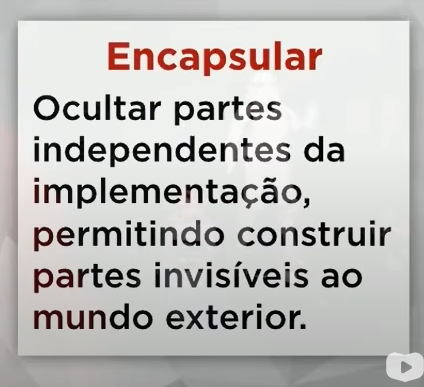 Encapsular
Ocultar partes
independentes da
implementação,
permitindo construir
partes invisíveis ao
mundo exterior.